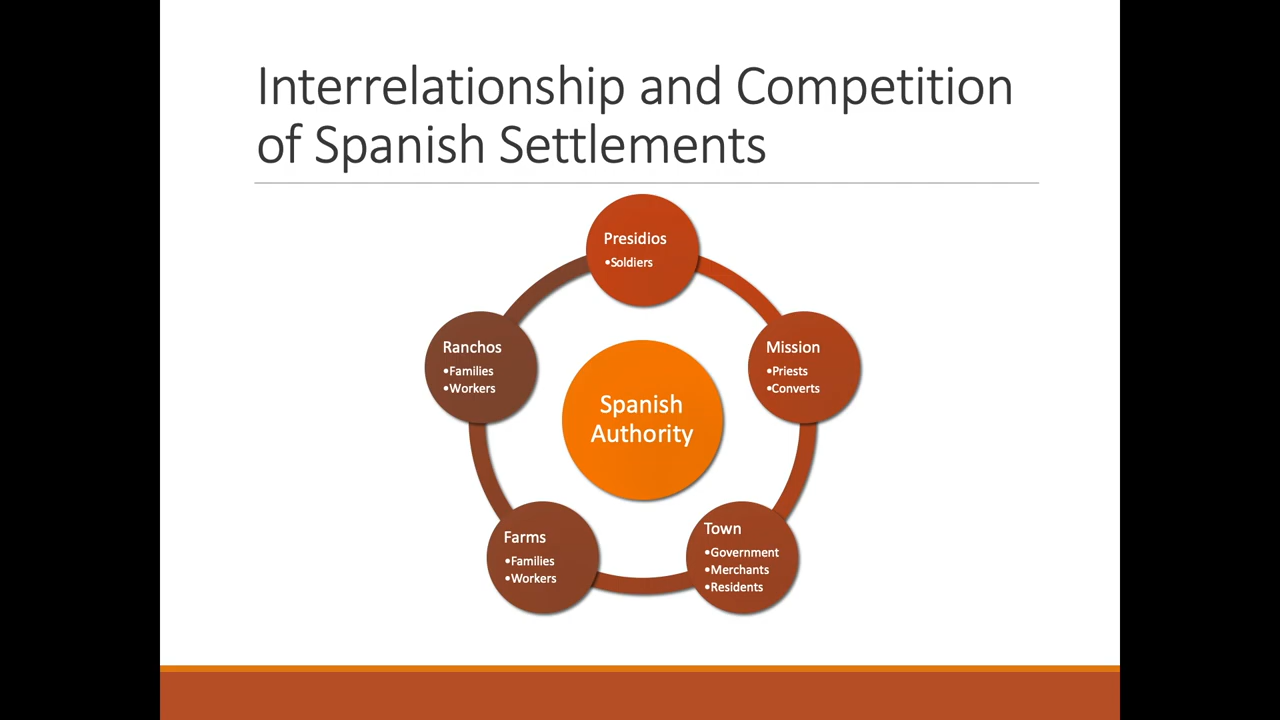 Interrelationship and Competition
of Spanish Settlements
Presidios
•Soldiers
Mission
•Priests
•Converts
Town
•Government
•Merchants
•Residents
Farms
•Families
•Workers
Ranchos
•Families
•Workers
Spanish
Authority